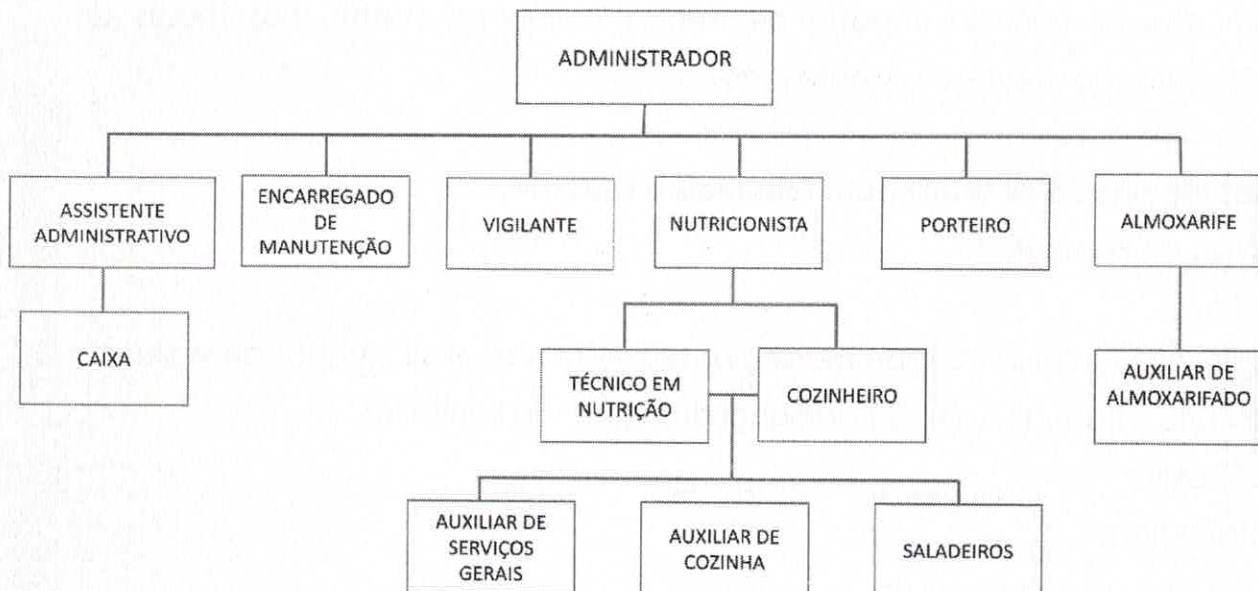 ADMINISTRADOR
ASSISTENTE
ADMINISTRATIVO
ENCARREGADO
DE
MANUTENÇÃO
VIGILANTE
NUTRICIONISTA
PORTEIRO
ALMOXARIFE
CAIXA
TÉCNICO EM
NUTRIÇÃO
COZINHEIRO
AUXILIAR DE
ALMOXARIFADO
AUXILIAR DE
SERVIÇOS
GERAIS
AUXILIAR DE
COZINHA
SALADEIROS